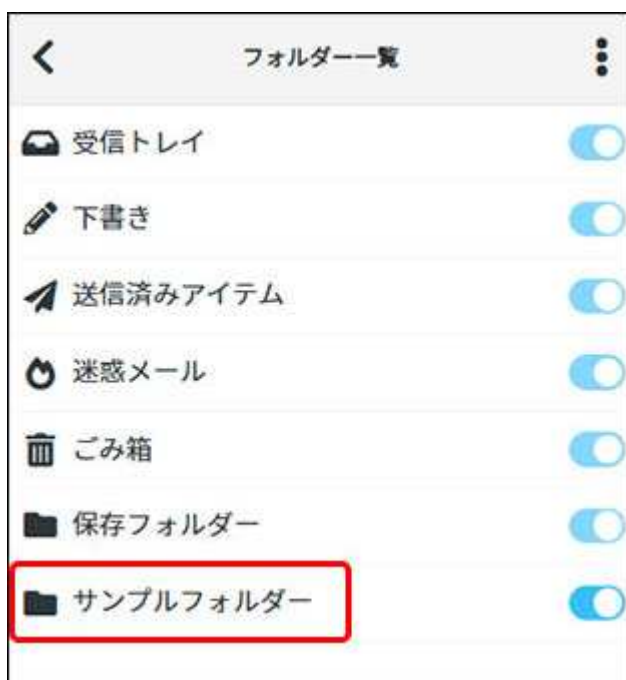 フォルダー一覧
受信トレイ
下書き
送信済みアイテム
迷惑メール
ごみ箱
保存フォルダー
サンプルフォルダー